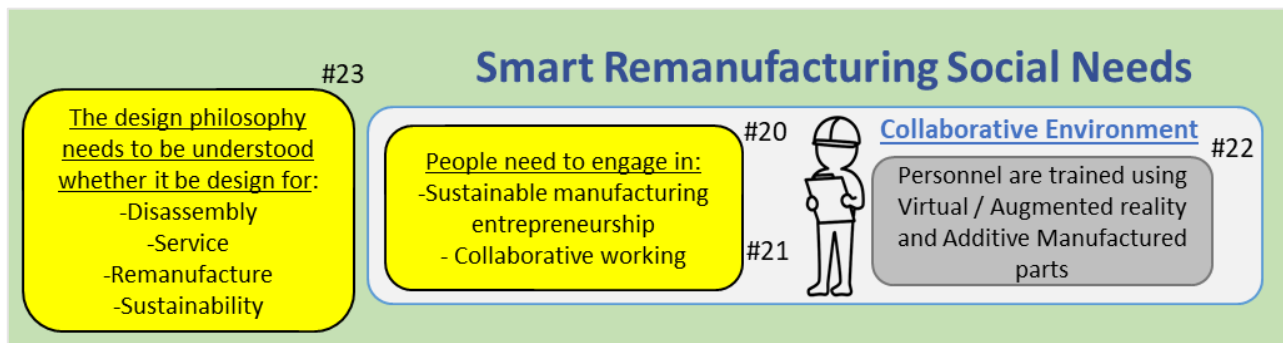 Smart Remanufacturing Social Needs
#23
The design philosophy
needs to be understood
whether it be design for:
-Disassembly
-Service
-Remanufacture
-Sustainability
#20
People need to engage in:
-Sustainable manufacturing
entrepreneurship
- Collaborative working
#21
Collaborative Environment
#22
Personnel are trained using
Virtual / Augmented reality
and Additive Manufactured
parts